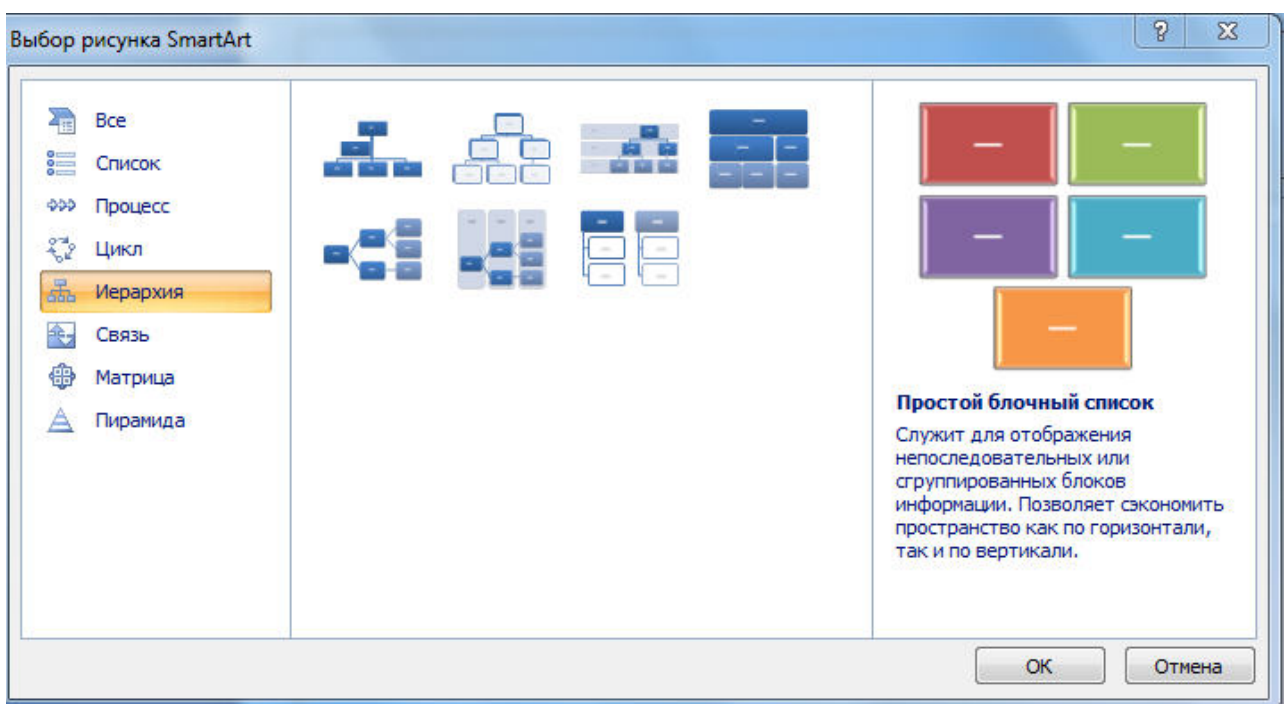 Выбор рисунка SmartArt
Все
Список
Процесс
Цикл
Иерархия
Связь
Матрица
Пирамида
Простой блочный список
Служит для отображения
непоследовательных или
сгруппированных блоков
информации. Позволяет сэкономить
пространство как по горизонтали,
так и по вертикали.
OK
Отмена